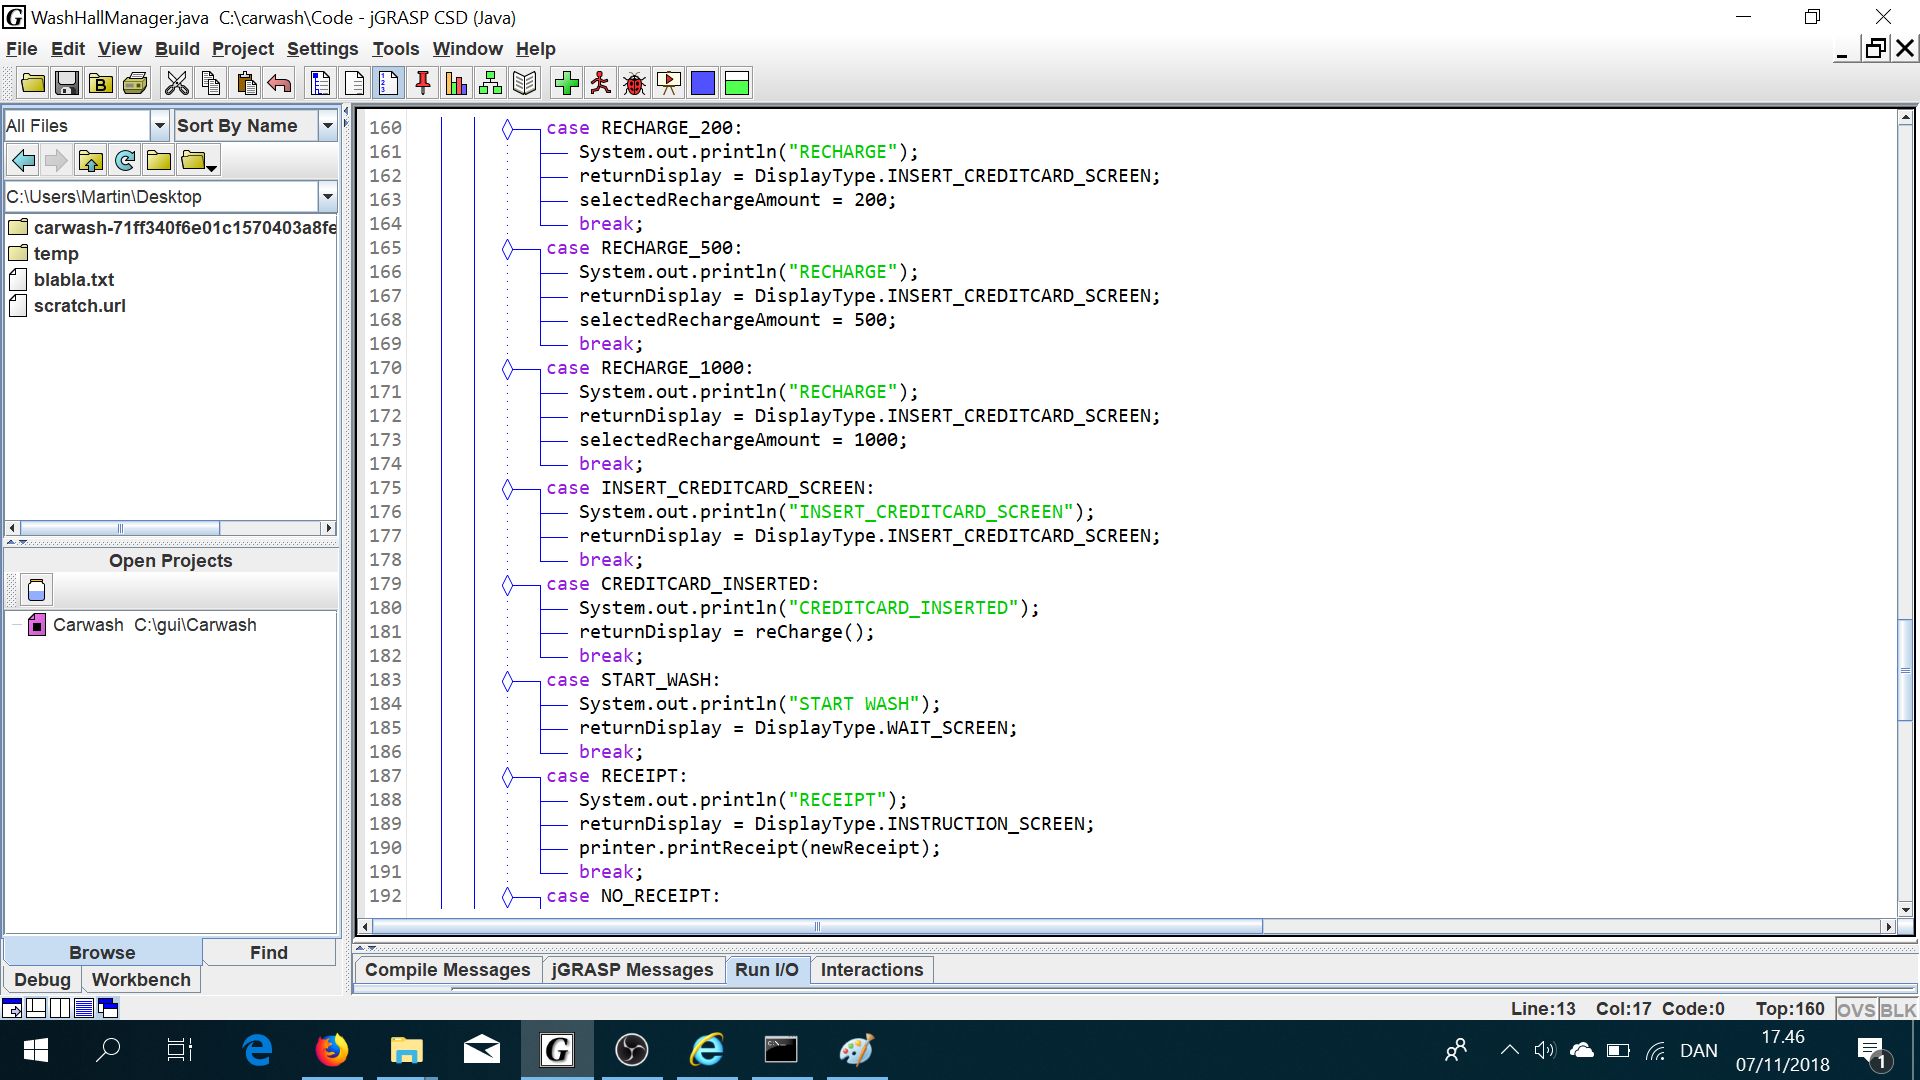 WashHallManager.java  C:\carwash\Code - jGRASP CSD (Java)
File Edit View Build Project Settings Tools Window Help
All Files
Sort By Name
C:\Users\Martin\Desktop
carwash-71ff340f6e01c1570403a8fe
temp
blabla.txt
scratch.url
Open Projects
Carwash  C:\gui\Carwash
Browse
Find
Debug
Workbench
160 case RECHARGE_200:
161 System.out.println("RECHARGE");
162 returnDisplay = DisplayType.INSERT_CREDITCARD_SCREEN;
163 selectedRechargeAmount = 200;
164 break;
165 case RECHARGE_500:
166 System.out.println("RECHARGE");
167 returnDisplay = DisplayType.INSERT_CREDITCARD_SCREEN;
168 selectedRechargeAmount = 500;
169 break;
170 case RECHARGE_1000:
171 System.out.println("RECHARGE");
172 returnDisplay = DisplayType.INSERT_CREDITCARD_SCREEN;
173 selectedRechargeAmount = 1000;
174 break;
175 case INSERT_CREDITCARD_SCREEN:
176 System.out.println("INSERT_CREDITCARD_SCREEN");
177 returnDisplay = DisplayType.INSERT_CREDITCARD_SCREEN;
178 break;
179 case CREDITCARD_INSERTED:
180 System.out.println("CREDITCARD_INSERTED");
181 returnDisplay = reCharge();
182 break;
183 case START_WASH:
184 System.out.println("START WASH");
185 returnDisplay = DisplayType.WAIT_SCREEN;
186 break;
187 case RECEIPT:
188 System.out.println("RECEIPT");
189 returnDisplay = DisplayType.INSTRUCTION_SCREEN;
190 printer.printReceipt(newReceipt);
191 break;
192 case NO_RECEIPT:
Compile Messages
jGRASP Messages
Run I/O
Interactions
Line:13 Col:17 Code:0 Top:160 OVS BLK
DAN
17.46
07/11/2018
1